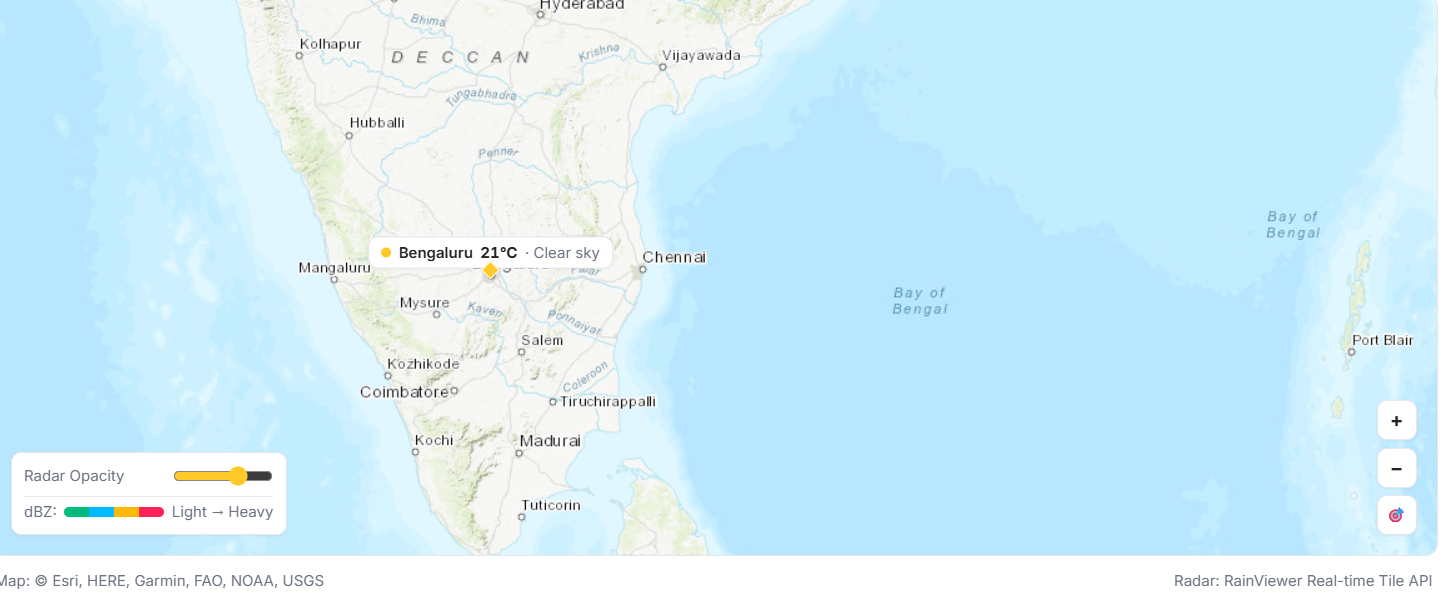 Hyderabad
Bhima
Kolhapur
DECCAN
Krishna
Vijayawada
Tungabhadra
Hubballi
Penner
Bay of
Bengal
Bengaluru 21°C · Clear sky
Chennai
Mangaluru
Palar
Bay of
Bengal
Mysure
Kaveri
Ponnaiyar
Salem
Port Blair
Kozhikode
Coleroon
Coimbatore
Tiruchirappalli
+
Kochi
Madurai
−
Radar Opacity
Tuticorin
dBZ: Light → Heavy
Map: © Esri, HERE, Garmin, FAO, NOAA, USGS
Radar: RainViewer Real-time Tile API